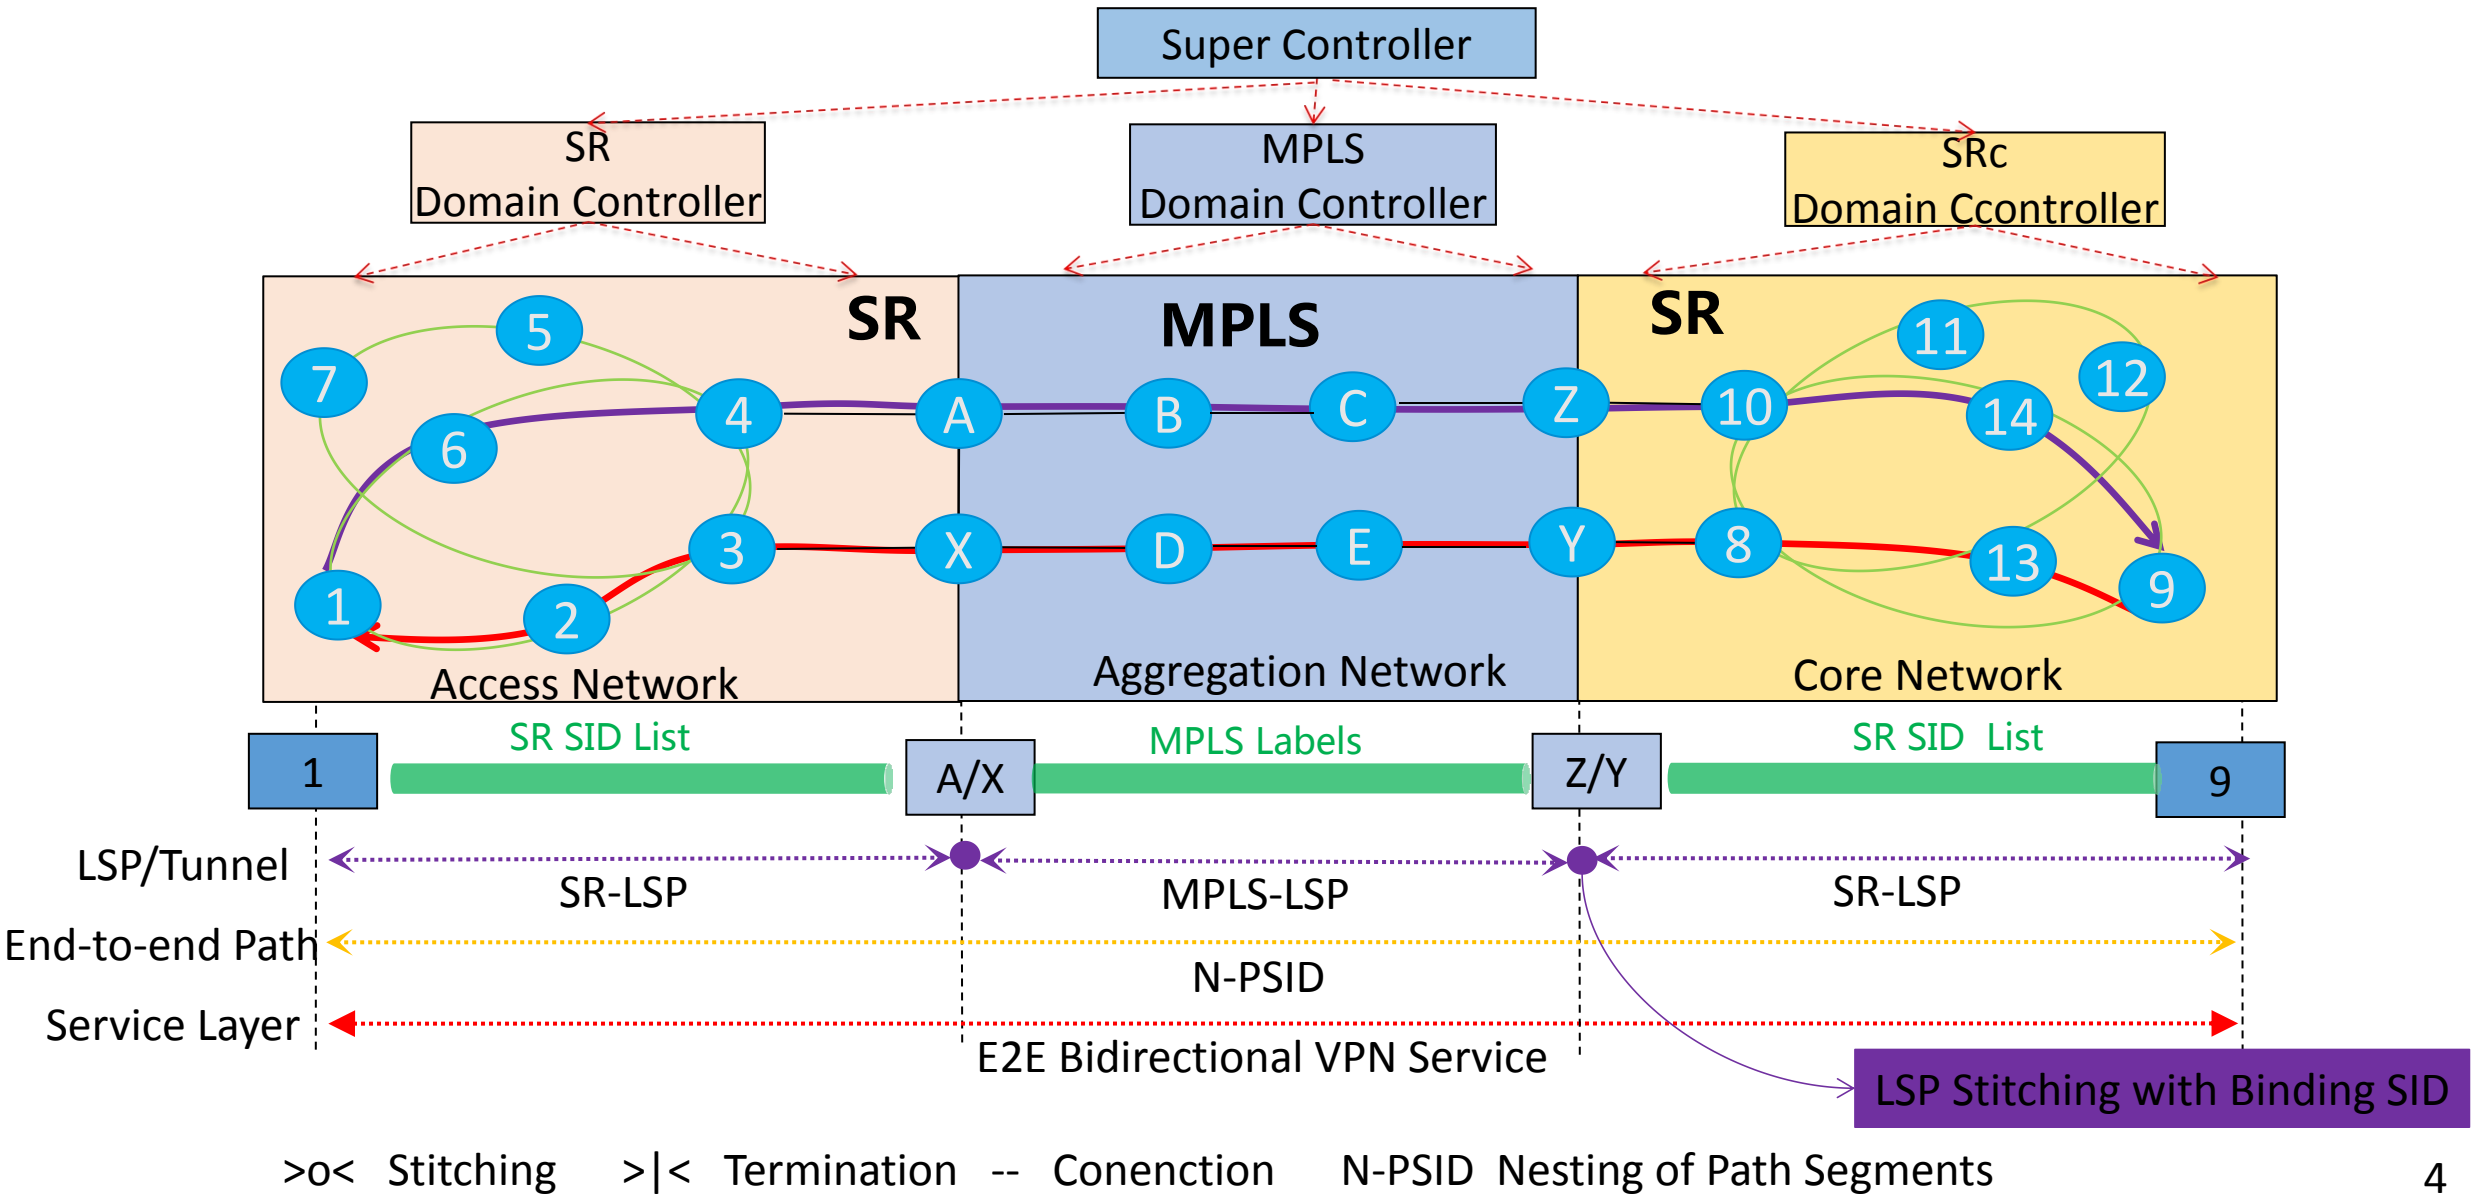 Super Controller
SR
Domain Controller
MPLS
Domain Controller
SRc
Domain Ccontroller
SR
MPLS
SR
5
11
7
12
4
A
B
C
Z
10
14
6
3
X
D
E
Y
8
13
1
2
9
Access Network
Aggregation Network
Core Network
SR SID List
MPLS Labels
SR SID  List
1
A/X
Z/Y
9
LSP/Tunnel
SR-LSP
MPLS-LSP
SR-LSP
End-to-end Path
N-PSID
Service Layer
E2E Bidirectional VPN Service
LSP Stitching with Binding SID
>o<  Stitching  >|<  Termination  --  Conenction  N-PSID  Nesting of Path Segments
4